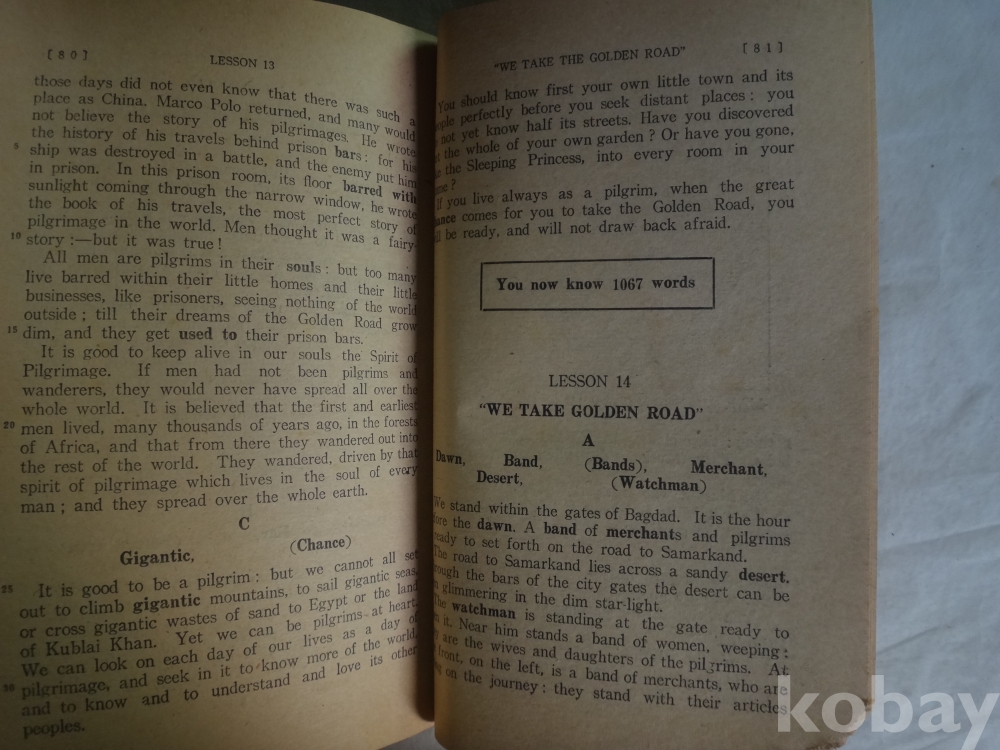 [80]
LESSON 13
those days did not even know that there was such a
place as China. Marco Polo returned, and many would
not believe the story of his pilgrimages. He wrote
the history of his travels behind prison bars: for his
5 ship was destroyed in a battle, and the enemy put him
in prison. In this prison room, its floor barred with
sunlight coming through the narrow window, he wrote
the book of his travels, the most perfect story of
pilgrimage in the world. Men thought it was a fairy-
10 story:—but it was true!
All men are pilgrims in their souls: but too many
live barred within their little homes and their little
businesses, like prisoners, seeing nothing of the world
outside; till their dreams of the Golden Road grow
15 dim, and they get used to their prison bars.
It is good to keep alive in our souls the Spirit of
Pilgrimage. If men had not been pilgrims and
wanderers, they would never have spread all over the
whole world. It is believed that the first and earliest
20 men lived, many thousands of years ago, in the forests
of Africa, and that from there they wandered out into
the rest of the world. They wandered, driven by that
spirit of pilgrimage which lives in the soul of every
man; and they spread over the whole earth.
C
Gigantic, (Chance)
25 It is good to be a pilgrim: but we cannot all set
out to climb gigantic mountains, to sail gigantic seas,
or cross gigantic wastes of sand to Egypt or the land
of Kublai Khan. Yet we can be pilgrims at heart.
We can look on each day of our lives as a day of
30 pilgrimage, and seek in it to know more of the world,
and to know and to understand and love its other
peoples.
"WE TAKE THE GOLDEN ROAD"
[81]
You should know first your own little town and its
perfectly before you seek distant places: you
not yet know half its streets. Have you discovered
the whole of your own garden? Or have you gone,
the Sleeping Princess, into every room in your
?
If you live always as a pilgrim, when the great
comes for you to take the Golden Road, you
be ready, and will not draw back afraid.
You now know 1067 words
LESSON 14
"WE TAKE GOLDEN ROAD"
A
Dawn, Band, (Bands), Merchant,
Desert, (Watchman)
We stand within the gates of Bagdad. It is the hour
the dawn. A band of merchants and pilgrims
ready to set forth on the road to Samarkand.
The road to Samarkand lies across a sandy desert.
the bars of the city gates the desert can be
glimmering in the dim star-light.
The watchman is standing at the gate ready to
it. Near him stands a band of women, weeping:
are the wives and daughters of the pilgrims. At
front, on the left, is a band of merchants, who are
on the journey: they stand with their articles
kobay